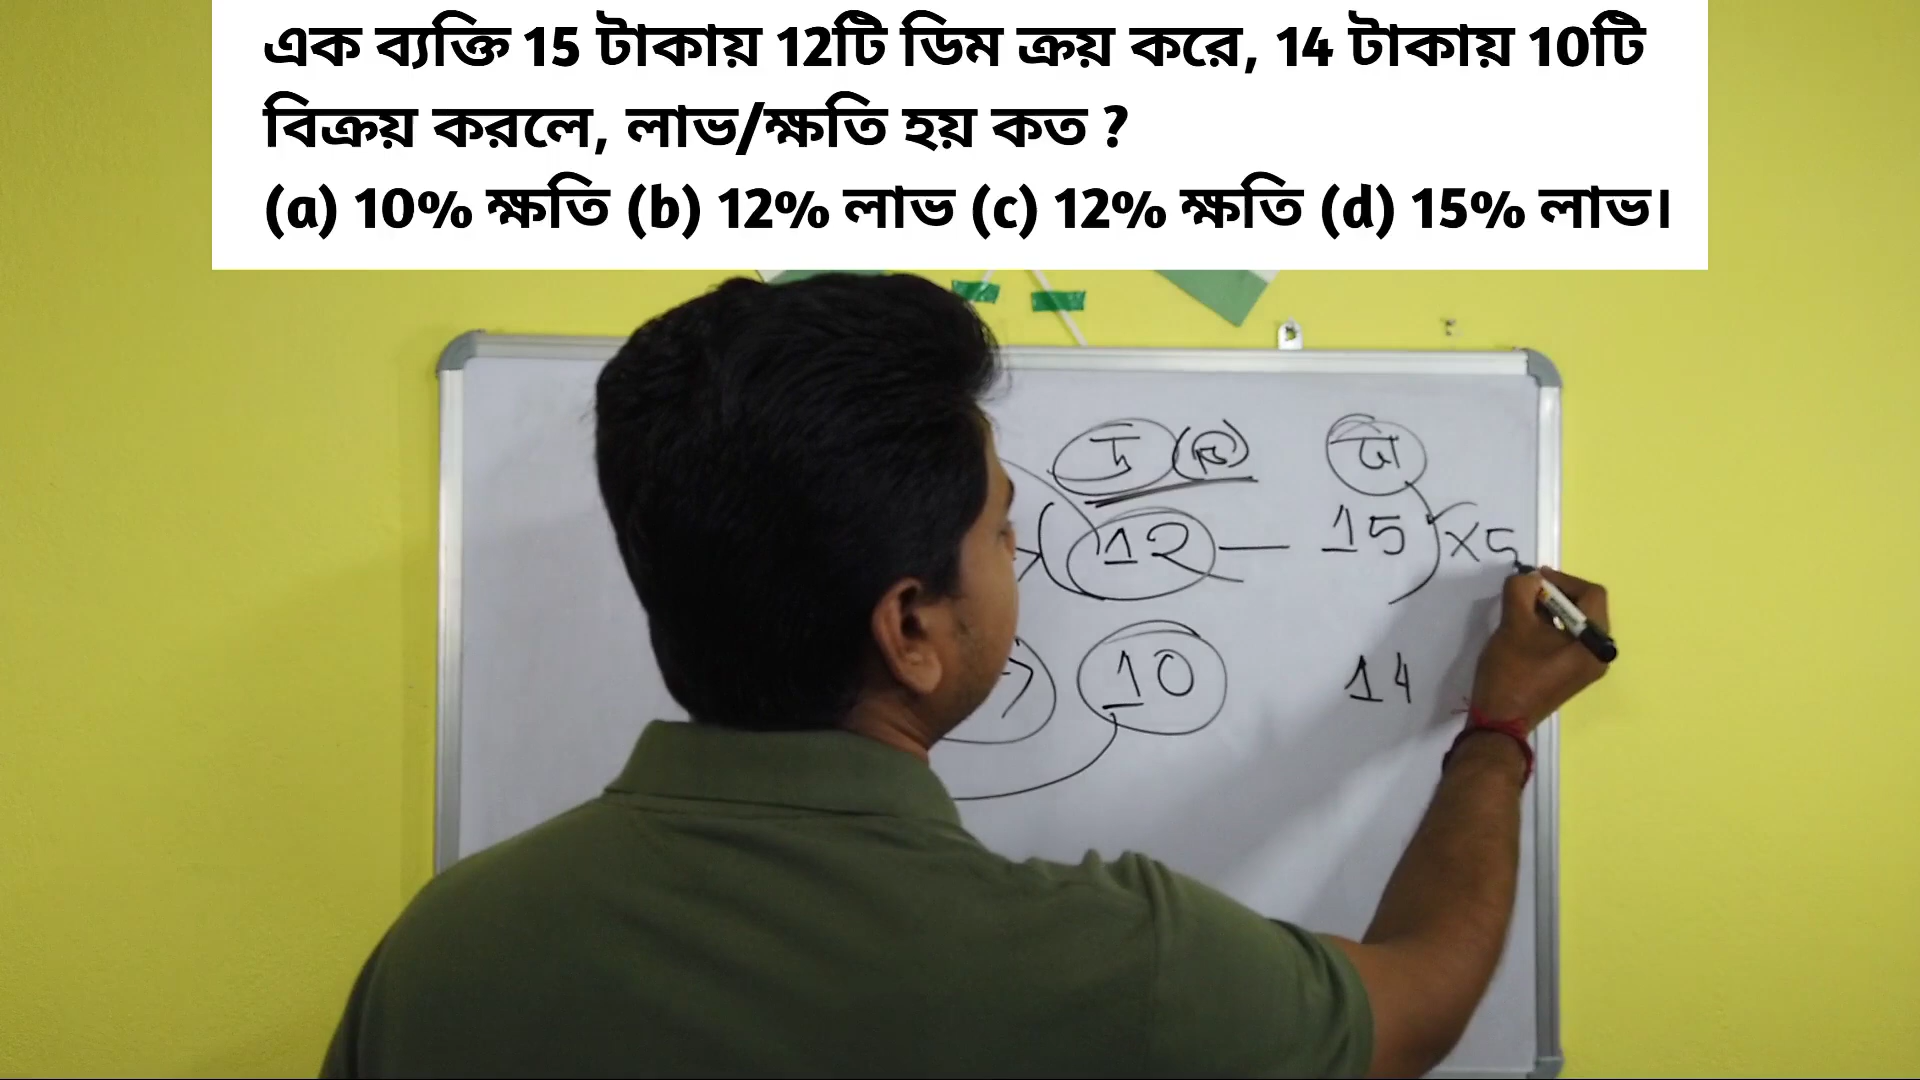 এক ব্যক্তি 15 টাকায় 12টি ডিম ক্রয় করে, 14 টাকায় 10টি
বিক্রয় করলে, লাভ/ক্ষতি হয় কত ?
(a) 10% ক্ষতি (b) 12% লাভ (c) 12% ক্ষতি (d) 15% লাভ।
12 — 15 ×5
10 14